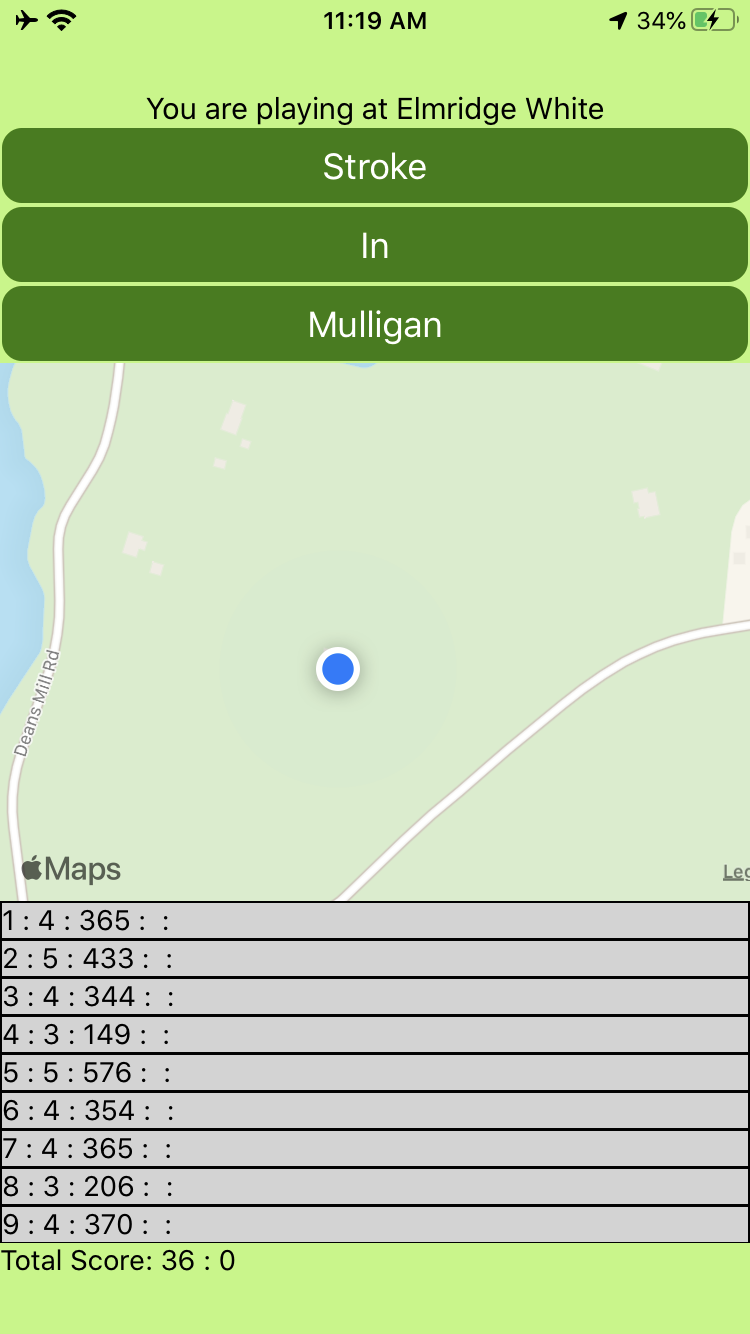 11:19 AM 34%
You are playing at Elmridge White
Stroke
In
Mulligan
Deans Mill Rd
Maps
1 : 4 : 365 :  :
2 : 5 : 433 :  :
3 : 4 : 344 :  :
4 : 3 : 149 :  :
5 : 5 : 576 :  :
6 : 4 : 354 :  :
7 : 4 : 365 :  :
8 : 3 : 206 :  :
9 : 4 : 370 :  :
Total Score: 36 : 0